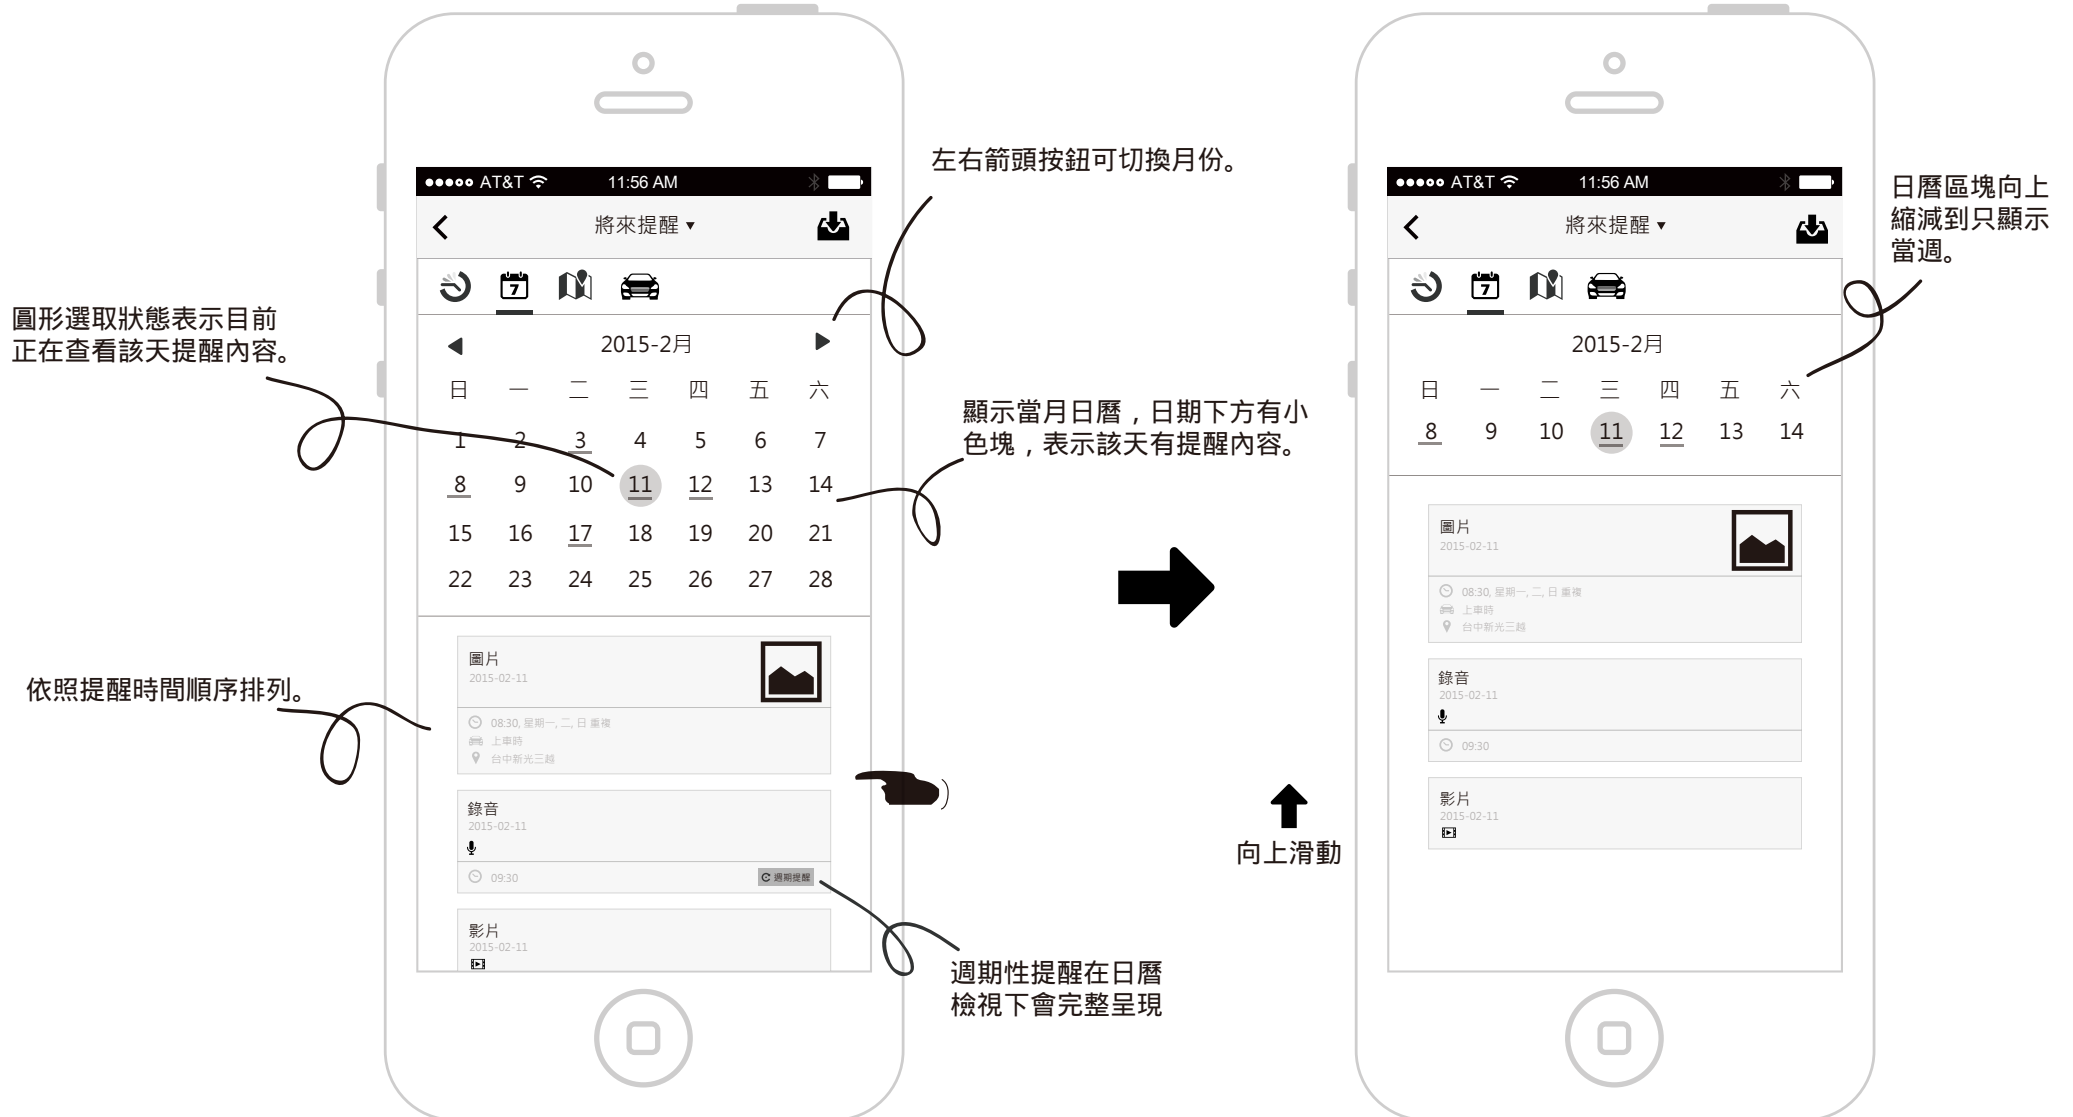 左右箭頭按鈕可切換月份。
圓形選取狀態表示目前
正在查看該天提醒內容。
顯示當月日曆，日期下方有小
色塊，表示該天有提醒內容。
依照提醒時間順序排列。
週期性提醒在日曆
檢視下會完整呈現
AT&T 11:56 AM
將來提醒
7
2015-2月
日 一 二 三 四 五 六
1 2 3 4 5 6 7
8 9 10 11 12 13 14
15 16 17 18 19 20 21
22 23 24 25 26 27 28
圖片
2015-02-11
08:30, 星期一, 二, 日 重複
上車時
台中新光三越
錄音
2015-02-11
09:30 週期提醒
影片
2015-02-11
向上滑動
日曆區塊向上
縮減到只顯示
當週。
AT&T 11:56 AM
將來提醒
7
2015-2月
日 一 二 三 四 五 六
8 9 10 11 12 13 14
圖片
2015-02-11
08:30, 星期一, 二, 日 重複
上車時
台中新光三越
錄音
2015-02-11
09:30
影片
2015-02-11